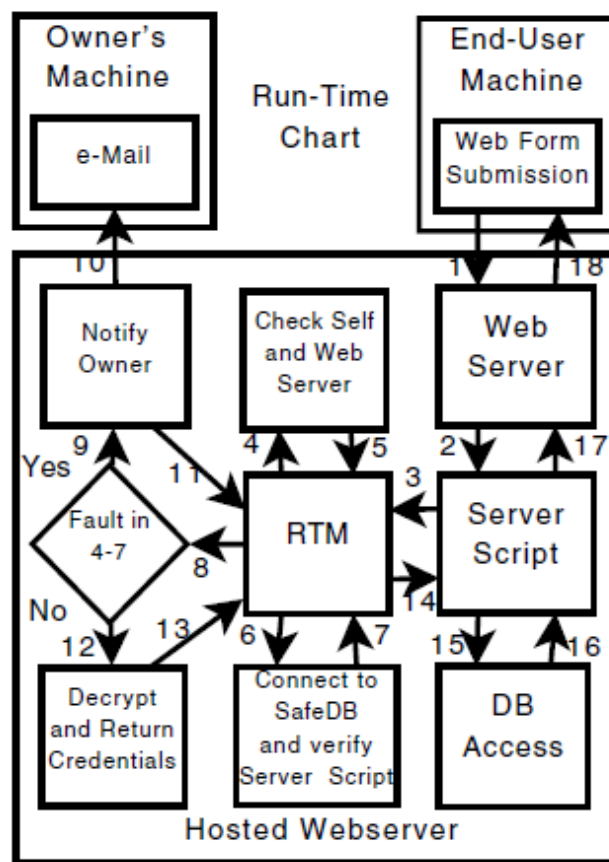 Owner's
Machine
e-Mail
Run-Time
Chart
End-User
Machine
Web Form
Submission
10
1
18
Notify
Owner
Check Self
and Web
Server
Web
Server
9
Yes
11
4
5
2
17
Fault in
4-7
8
RTM
3
14
Server
Script
No
12
13
6
7
15
16
Decrypt
and Return
Credentials
Connect to
SafeDB
and verify
Server Script
DB
Access
Hosted Webserver